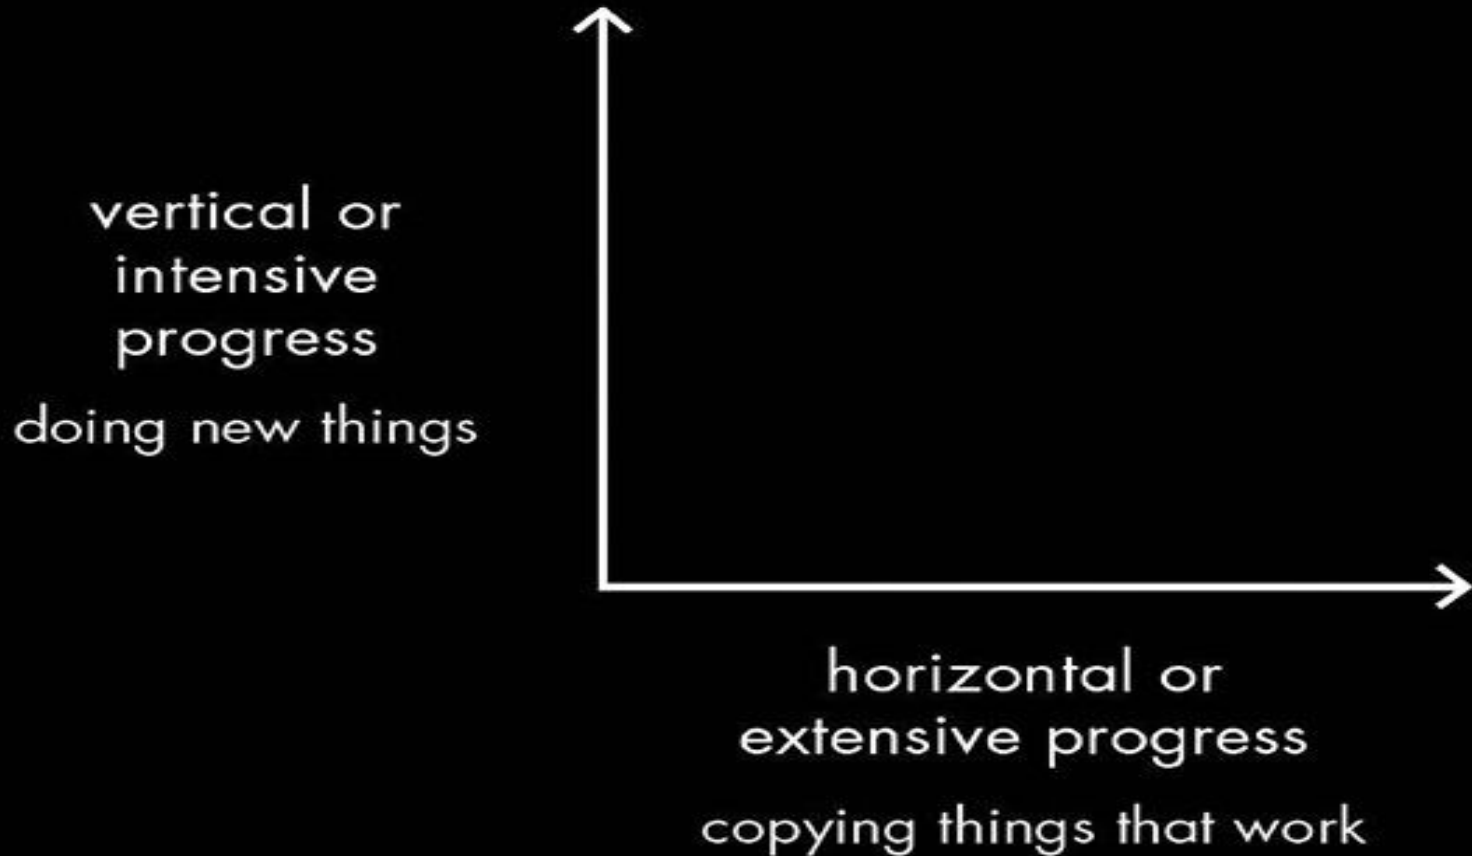 vertical or
intensive
progress
doing new things
horizontal or
extensive progress
copying things that work